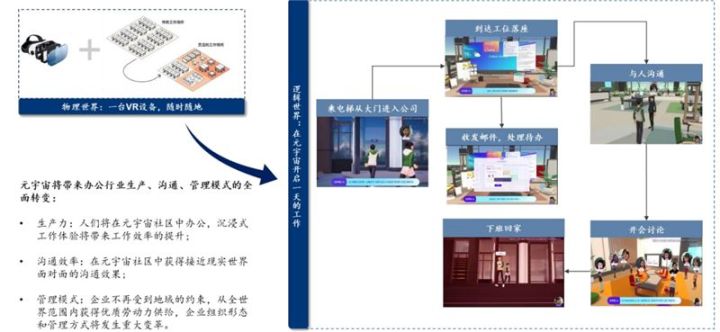 物理世界：一台VR设备，随时随地
元宇宙将带来办公行业生产、沟通、管理模式的全
面转变：
• 生产力：人们将在元宇宙社区中办公，沉浸式
工作体验将带来工作效率的提升；
• 沟通效率：在元宇宙社区中获得接近现实世界
面对面的沟通效果；
• 管理模式：企业不再受到地域的约束，从全世
界范围内获得优质劳动力供给，企业组织形态
和管理方式将发生重大变革。
逻辑世界：在元宇宙开启一天的工作
乘电梯从大门进入公司
到达工位落座
收发邮件，处理待办
与人沟通
开会讨论
下班回家